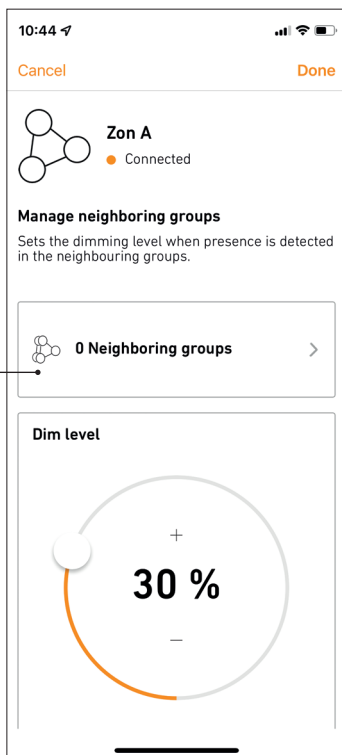 10:44
Cancel
Done
Zon A
Connected
Manage neighboring groups
Sets the dimming level when presence is detected
in the neighbouring groups.
0 Neighboring groups
Dim level
+
30 %
−